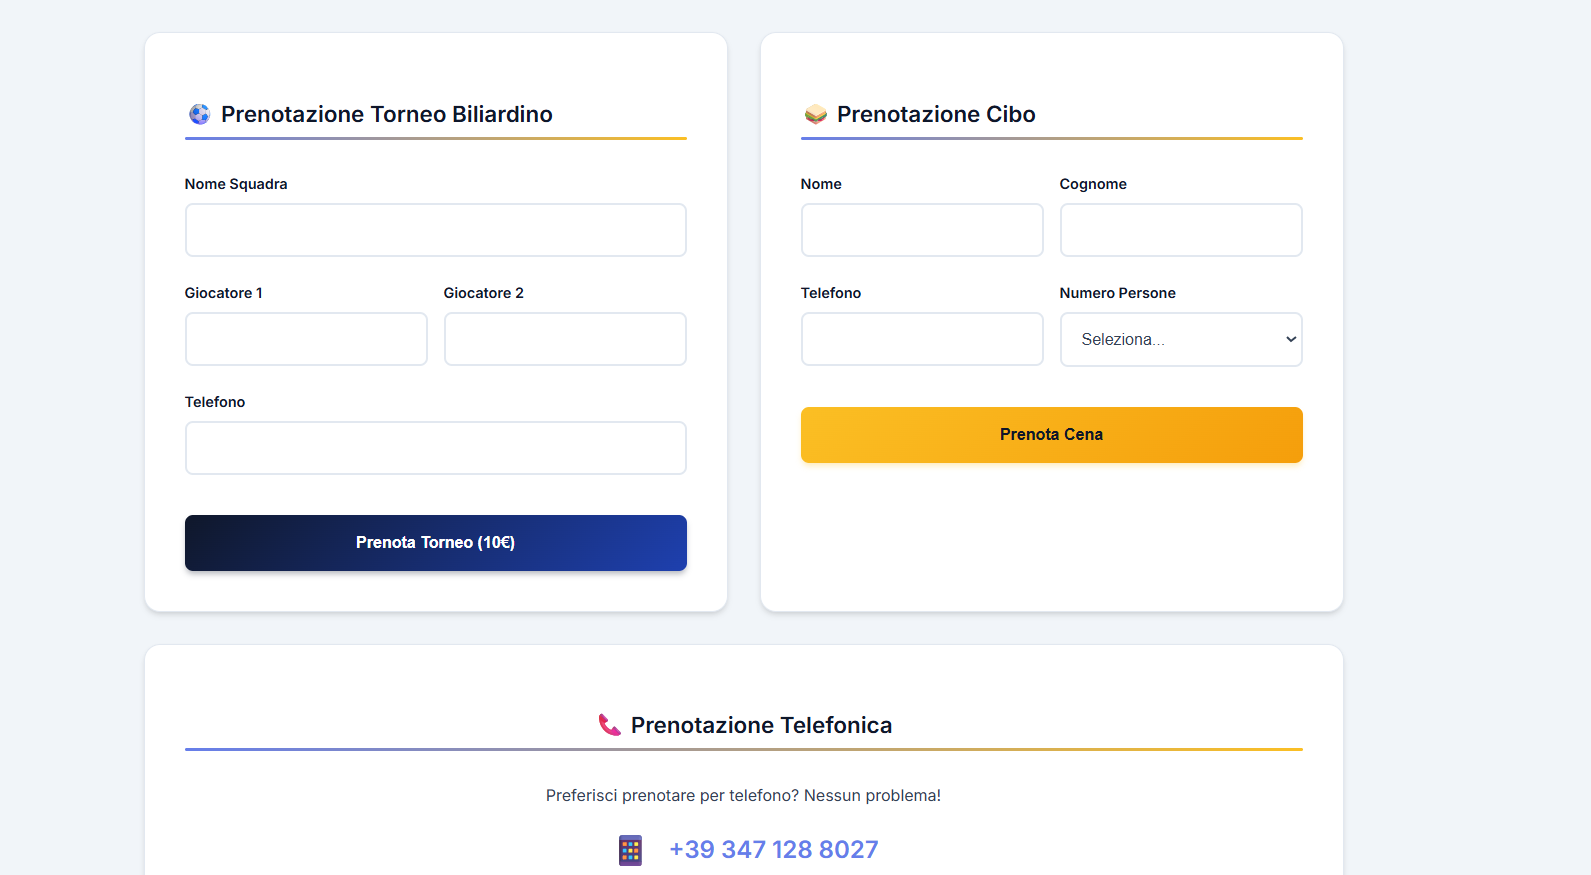 Prenotazione Torneo Biliardino
Nome Squadra
Giocatore 1
Giocatore 2
Telefono
Prenota Torneo (10€)
Prenotazione Cibo
Nome
Cognome
Telefono
Numero Persone
Seleziona...
Prenota Cena
Prenotazione Telefonica
Preferisci prenotare per telefono? Nessun problema!
+39 347 128 8027